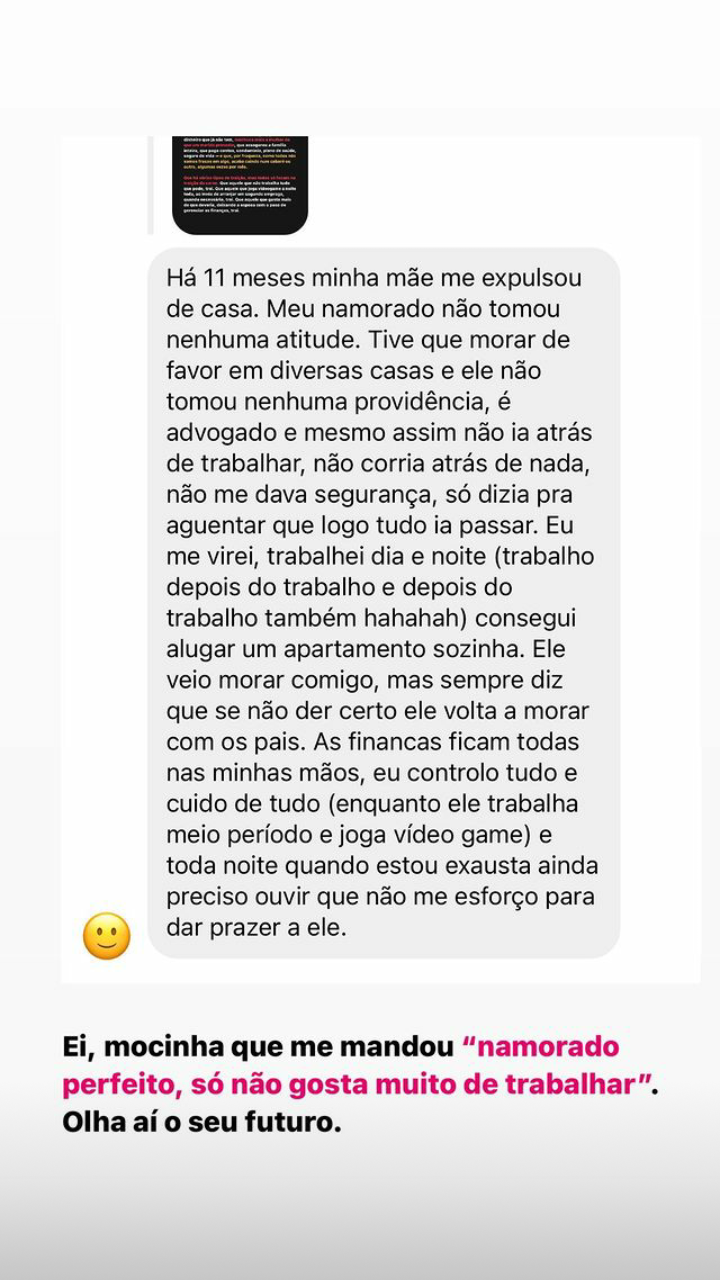 Há 11 meses minha mãe me expulsou
de casa. Meu namorado não tomou
nenhuma atitude. Tive que morar de
favor em diversas casas e ele não
tomou nenhuma providência, é
advogado e mesmo assim não ia atrás
de trabalhar, não corria atrás de nada,
não me dava segurança, só dizia pra
aguentar que logo tudo ia passar. Eu
me virei, trabalhei dia e noite (trabalho
depois do trabalho e depois do
trabalho também hahahah) consegui
alugar um apartamento sozinha. Ele
veio morar comigo, mas sempre diz
que se não der certo ele volta a morar
com os pais. As financas ficam todas
nas minhas mãos, eu controlo tudo e
cuido de tudo (enquanto ele trabalha
meio período e joga vídeo game) e
toda noite quando estou exausta ainda
preciso ouvir que não me esforço para
dar prazer a ele.
Ei, mocinha que me mandou “namorado
perfeito, só não gosta muito de trabalhar”.
Olha aí o seu futuro.